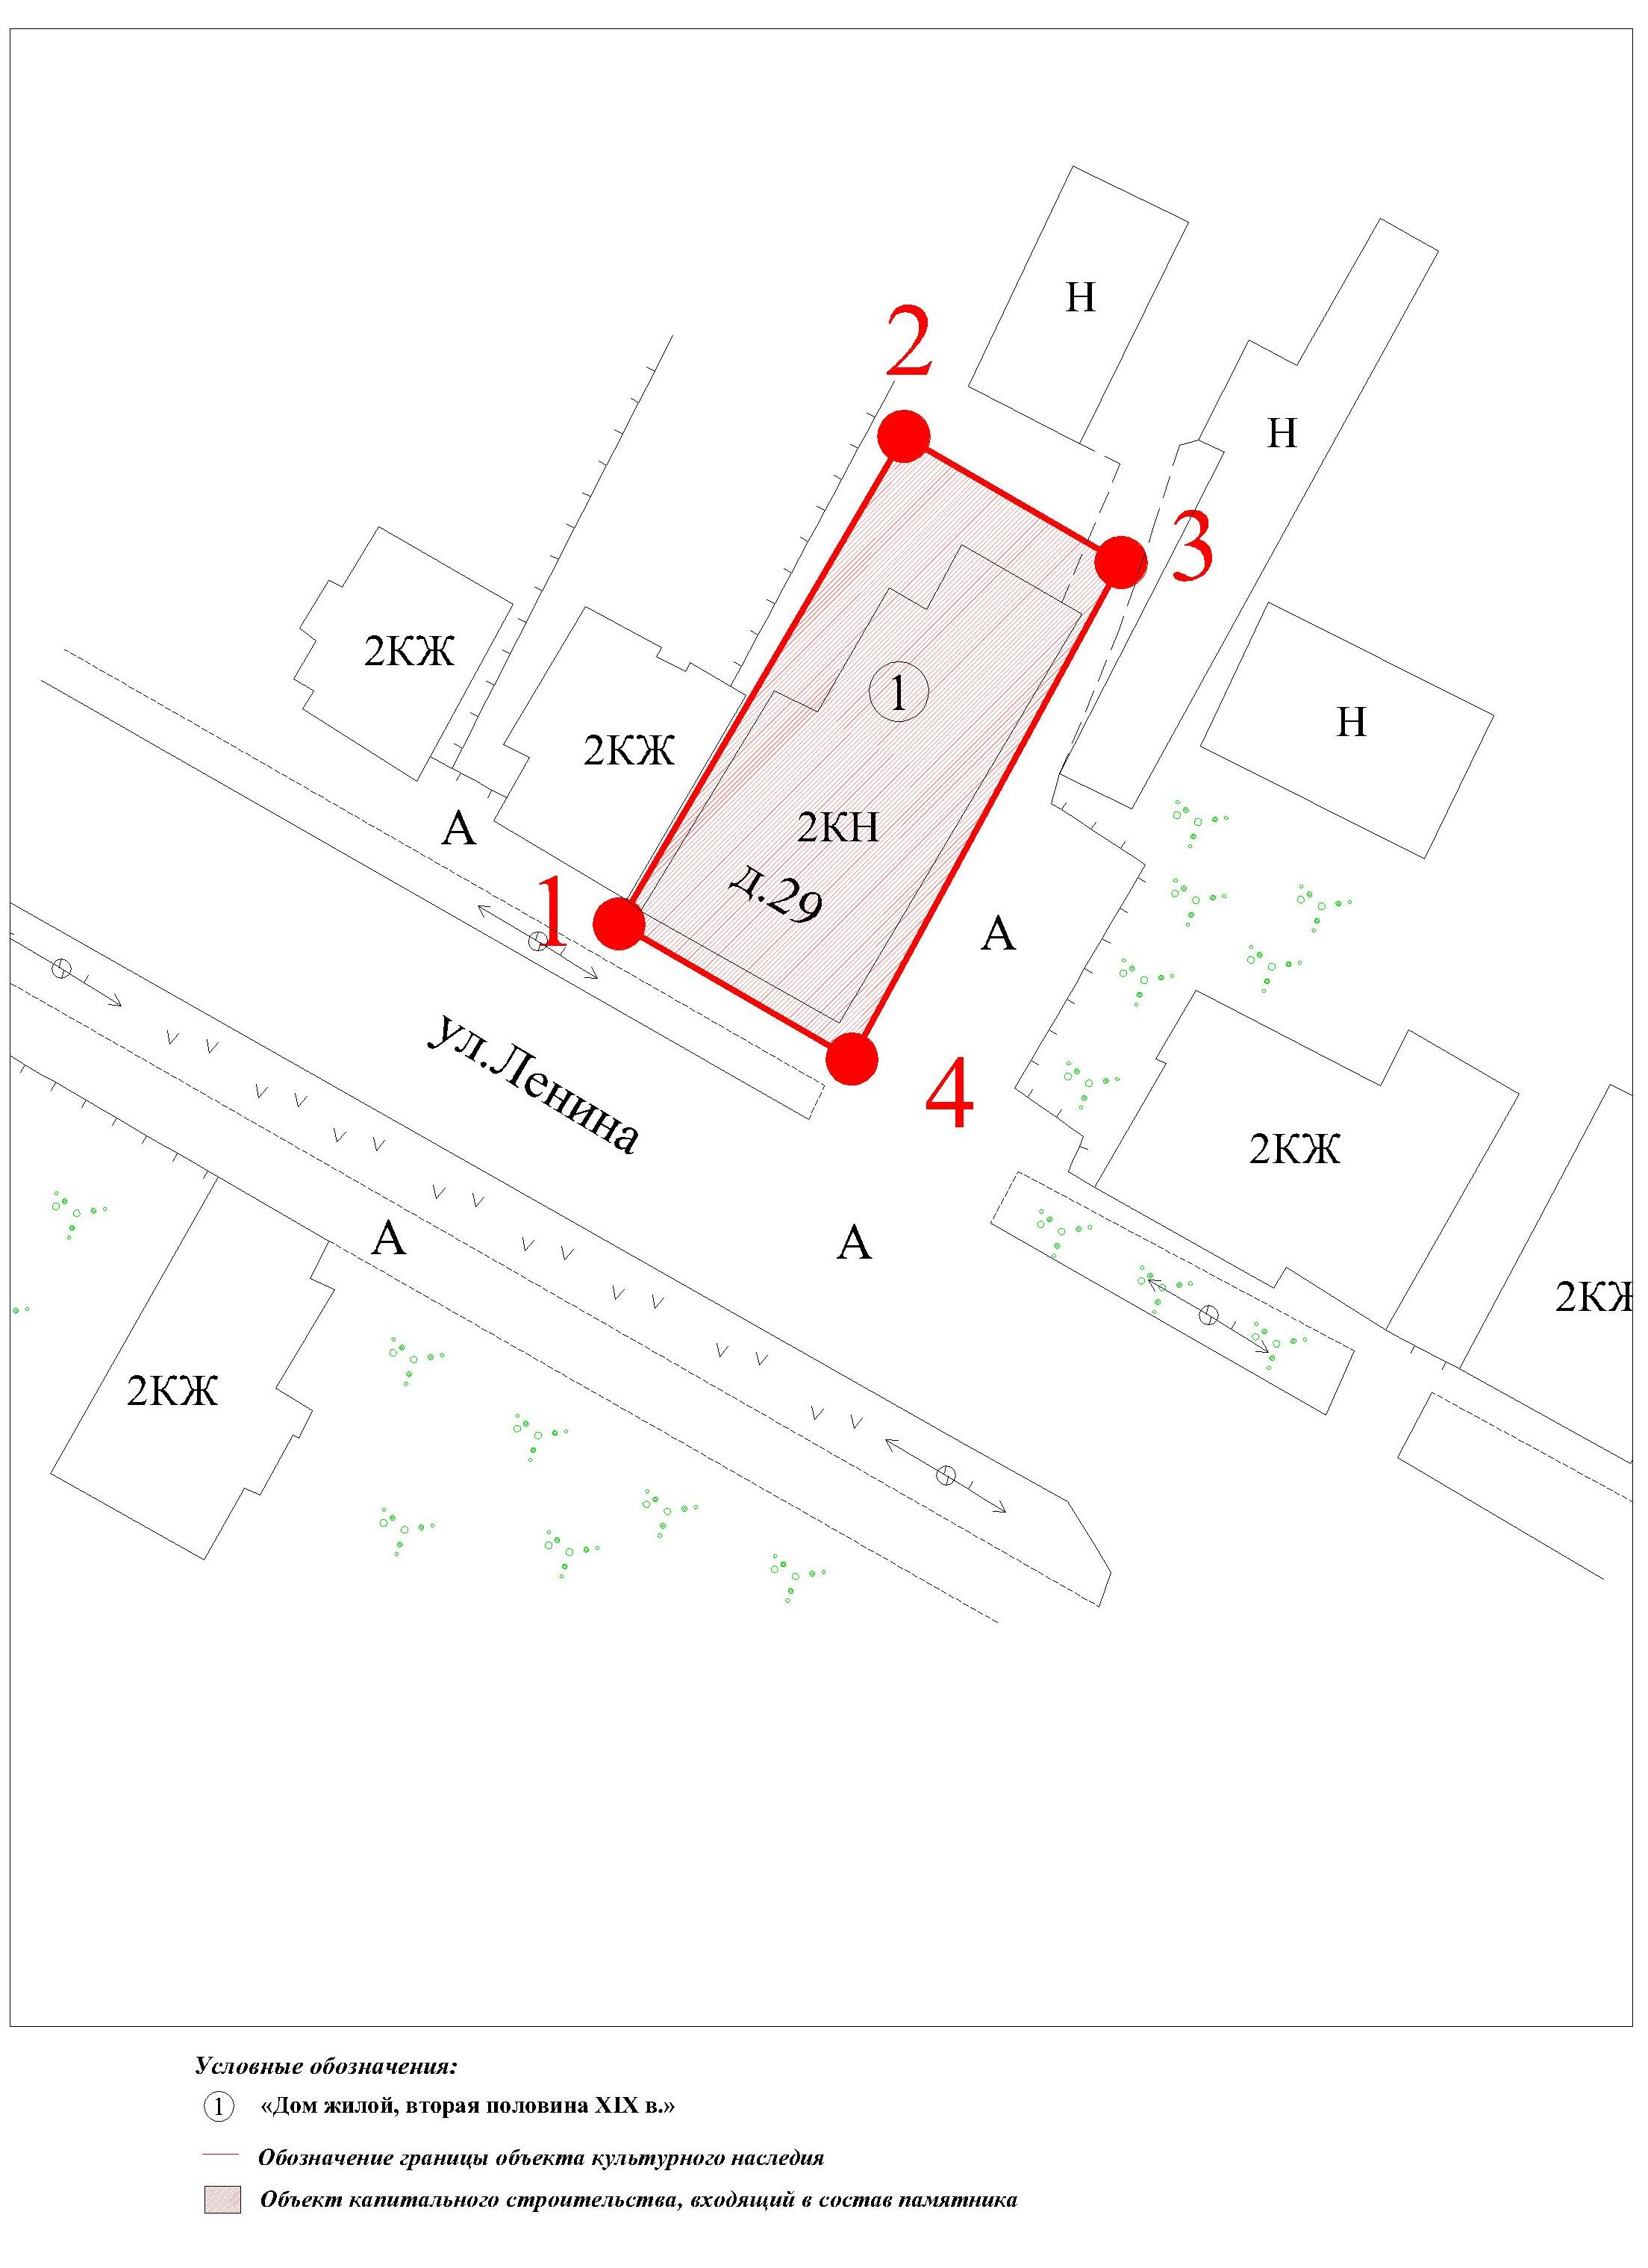 Н
2
Н
3
2КЖ
1
Н
2КЖ
2КН
А
д.29
1
А
ул.Ленина
4
2КЖ
А
А
2КЖ
2КЖ
Условные обозначения:
1 «Дом жилой, вторая половина XIX в.»
Обозначение границы объекта культурного наследия
Объект капитального строительства, входящий в состав памятника